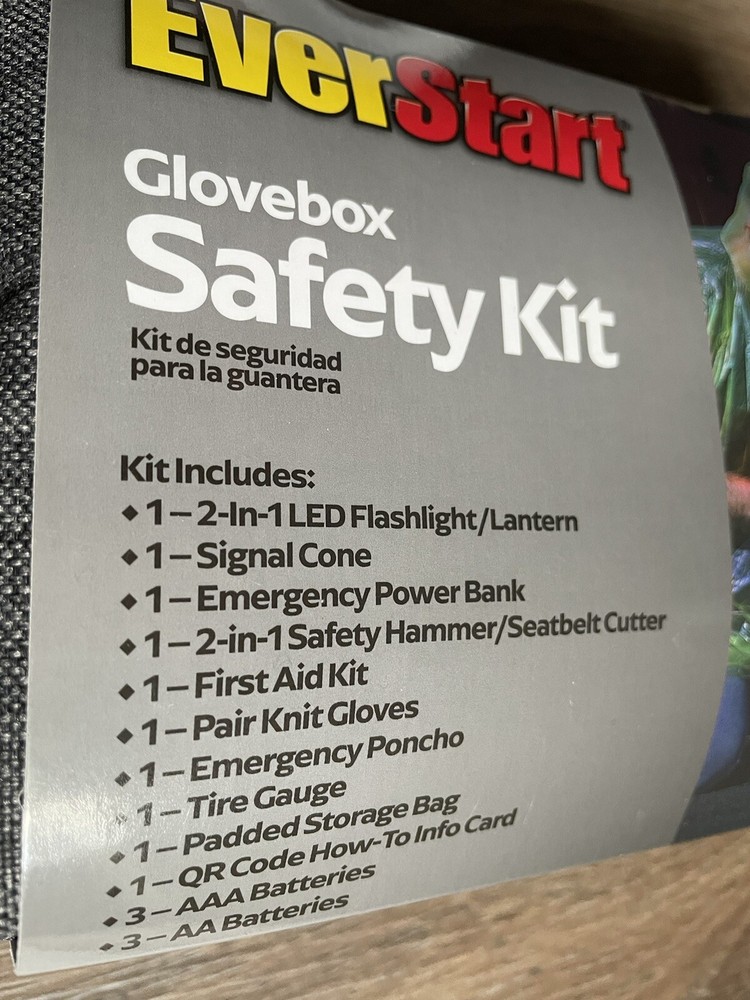 EverStart
Glovebox
Safety Kit
Kit de seguridad
para la guantera
Kit Includes:
◆ 1 – 2-In-1 LED Flashlight/Lantern
◆ 1 – Signal Cone
◆ 1 – Emergency Power Bank
◆ 1 – 2-in-1 Safety Hammer/Seatbelt Cutter
◆ 1 – First Aid Kit
◆ 1 – Pair Knit Gloves
◆ 1 – Emergency Poncho
◆ 1 – Tire Gauge
◆ 1 – Padded Storage Bag
◆ 1 – QR Code How-To Info Card
◆ 3 – AAA Batteries
◆ 3 – AA Batteries